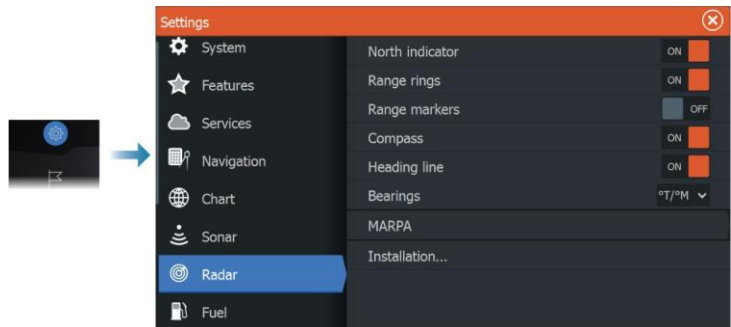 Settings
System
Features
Services
Navigation
Chart
Sonar
Radar
Fuel
North indicator ON
Range rings ON
Range markers OFF
Compass ON
Heading line ON
Bearings °T/°M
MARPA
Installation...